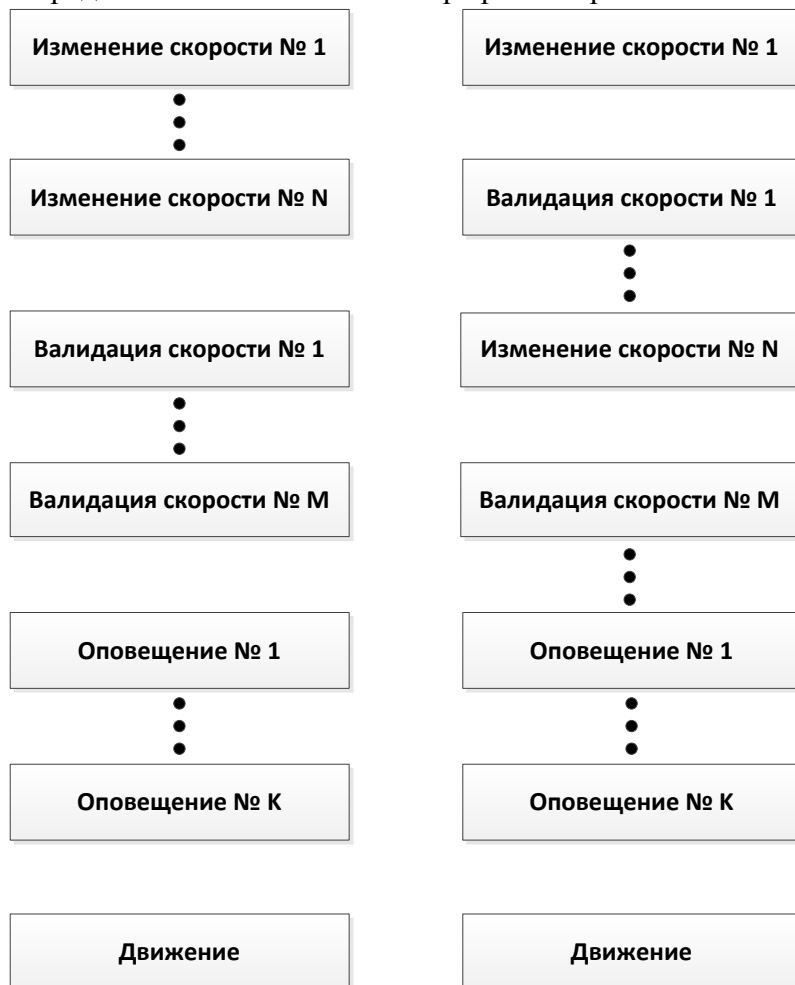 Изменение скорости № 1
Изменение скорости № N
Валидация скорости № 1
Валидация скорости № M
Оповещение № 1
Оповещение № K
Движение
Изменение скорости № 1
Валидация скорости № 1
Изменение скорости № N
Валидация скорости № M
Оповещение № 1
Оповещение № K
Движение